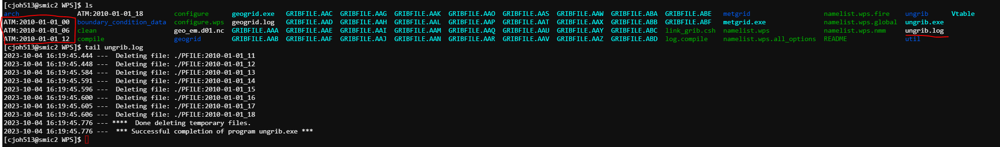 [cjoh513@smic2 WPS]$ ls
arch ATM:2010-01-01_18 configure geogrid.exe GRIBFILE.AAC GRIBFILE.AAG GRIBFILE.AAK GRIBFILE.AAO GRIBFILE.AAS GRIBFILE.AAW GRIBFILE.ABA GRIBFILE.ABE metgrid namelist.wps.fire ungrib Vtable
ATM:2010-01-01_00 boundary_condition_data configure.wps geogrid.log GRIBFILE.AAD GRIBFILE.AAH GRIBFILE.AAL GRIBFILE.AAP GRIBFILE.AAT GRIBFILE.AAX GRIBFILE.ABB GRIBFILE.ABF metgrid.exe namelist.wps.global ungrib.exe
ATM:2010-01-01_06 clean geo_em.d01.nc GRIBFILE.AAA GRIBFILE.AAE GRIBFILE.AAI GRIBFILE.AAM GRIBFILE.AAQ GRIBFILE.AAU GRIBFILE.AAY GRIBFILE.ABC link_grib.csh namelist.wps namelist.wps.nmm ungrib.log
ATM:2010-01-01_12 compile geogrid GRIBFILE.AAB GRIBFILE.AAF GRIBFILE.AAJ GRIBFILE.AAN GRIBFILE.AAR GRIBFILE.AAV GRIBFILE.AAZ GRIBFILE.ABD log.compile namelist.wps.all_options README util
[cjoh513@smic2 WPS]$ tail ungrib.log
2023-10-04 16:19:45.444 --- Deleting file: ./PFILE:2010-01-01_11
2023-10-04 16:19:45.448 --- Deleting file: ./PFILE:2010-01-01_12
2023-10-04 16:19:45.584 --- Deleting file: ./PFILE:2010-01-01_13
2023-10-04 16:19:45.591 --- Deleting file: ./PFILE:2010-01-01_14
2023-10-04 16:19:45.596 --- Deleting file: ./PFILE:2010-01-01_15
2023-10-04 16:19:45.600 --- Deleting file: ./PFILE:2010-01-01_16
2023-10-04 16:19:45.605 --- Deleting file: ./PFILE:2010-01-01_17
2023-10-04 16:19:45.606 --- Deleting file: ./PFILE:2010-01-01_18
2023-10-04 16:19:45.776 --- **** Done deleting temporary files.
2023-10-04 16:19:45.776 --- *** Successful completion of program ungrib.exe ***
[cjoh513@smic2 WPS]$